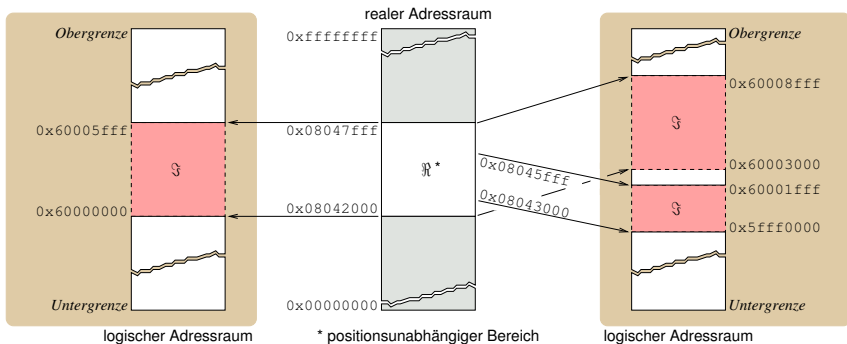 realer Adressraum
Obergrenze
0x60005fff
ℑ
0x60000000
Untergrenze
logischer Adressraum
0xffffffff
0x08047fff
ℜ*
0x08042000
0x00000000
* positionsunabhängiger Bereich
0x08045fff
0x08043000
Obergrenze
0x60008fff
ℑ
0x60003000
0x60001fff
ℑ
0x5fff0000
Untergrenze
logischer Adressraum